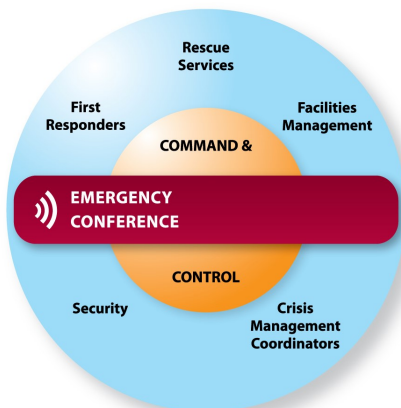 Rescue
Services
First
Responders
Facilities
Management
COMMAND &
EMERGENCY
CONFERENCE
CONTROL
Security
Crisis
Management
Coordinators